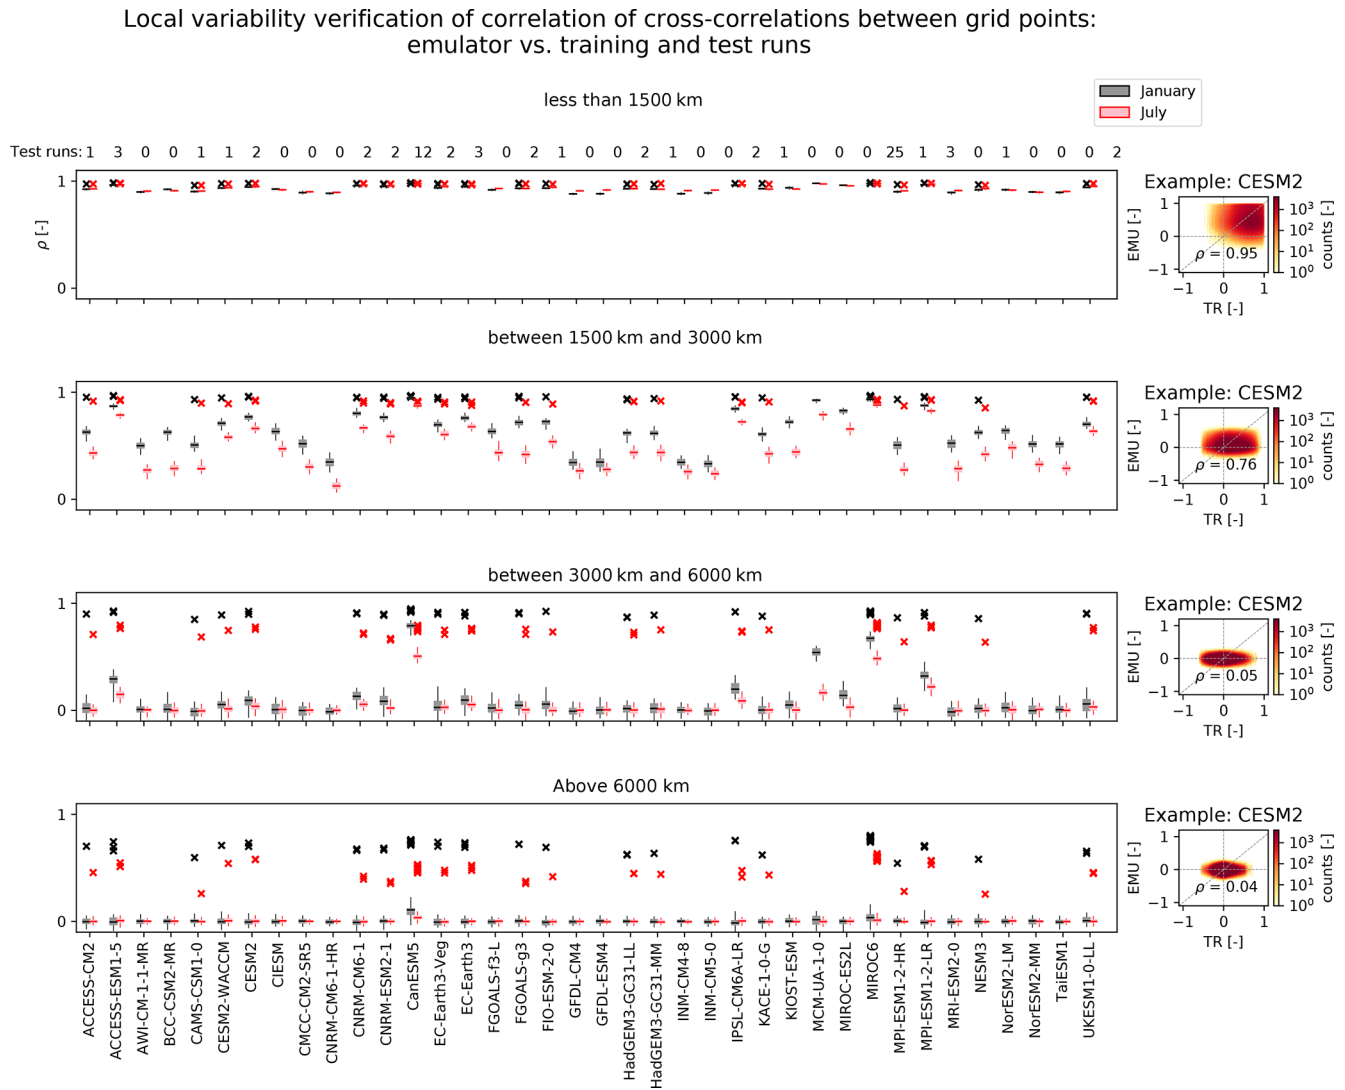 Local variability verification of correlation of cross-correlations between grid points:
emulator vs. training and test runs
January
July
less than 1500 km
Test runs: 1 3 0 0 1 1 2 0 0 0 2 2 12 2 3 0 2 1 0 0 2 1 0 0 2 1 0 0 0 25 1 3 0 1 0 0 0 0 2
1
0
ρ [-]
Example: CESM2
EMU [-]
1
0
−1
ρ = 0.95
−1 0 1
TR [-]
10³
10²
10¹
10⁰
counts [-]
between 1500 km and 3000 km
1
0
Example: CESM2
EMU [-]
1
0
−1
ρ = 0.76
−1 0 1
TR [-]
10³
10²
10¹
10⁰
counts [-]
between 3000 km and 6000 km
1
0
Example: CESM2
EMU [-]
1
0
−1
ρ = 0.05
−1 0 1
TR [-]
10³
10²
10¹
10⁰
counts [-]
Above 6000 km
1
0
Example: CESM2
EMU [-]
1
0
−1
ρ = 0.04
−1 0 1
TR [-]
10³
10²
10¹
10⁰
counts [-]
ACCESS-CM2
ACCESS-ESM1-5
AWI-CM-1-1-MR
BCC-CSM2-MR
CAMS-CSM1-0
CESM2-WACCM
CESM2
CIESM
CMCC-CM2-SR5
CNRM-CM6-1-HR
CNRM-CM6-1
CNRM-ESM2-1
CanESM5
EC-Earth3-Veg
EC-Earth3
FGOALS-f3-L
FGOALS-g3
FIO-ESM-2-0
GFDL-CM4
GFDL-ESM4
HadGEM3-GC31-LL
HadGEM3-GC31-MM
INM-CM4-8
INM-CM5-0
IPSL-CM6A-LR
KACE-1-0-G
KIOST-ESM
MCM-UA-1-0
MIROC-ES2L
MIROC6
MPI-ESM1-2-HR
MPI-ESM1-2-LR
MRI-ESM2-0
NESM3
NorESM2-LM
NorESM2-MM
TaiESM1
UKESM1-0-LL